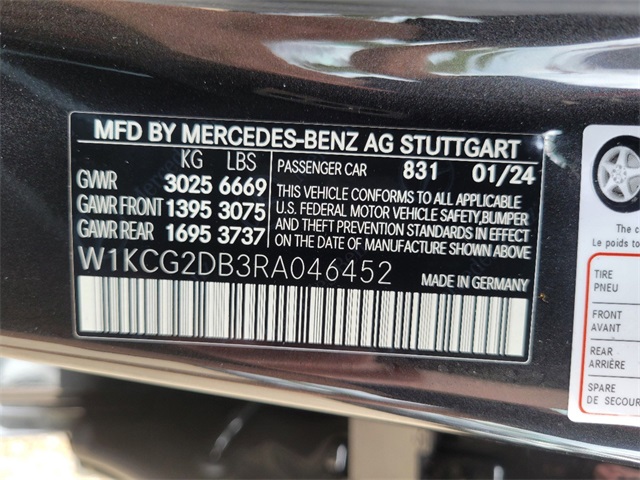 MFD BY MERCEDES-BENZ AG STUTTGART
KG LBS
GVWR 3025 6669
GAWR FRONT 1395 3075
GAWR REAR 1695 3737
PASSENGER CAR 831 01/24
THIS VEHICLE CONFORMS TO ALL APPLICABLE
U.S. FEDERAL MOTOR VEHICLE SAFETY,BUMPER
AND THEFT PREVENTION STANDARDS IN EFFECT
ON THE DATE OF MANUFACTURE SHOWN ABOVE
W1KCG2DB3RA046452
MADE IN GERMANY
The c
Le poids to
TIRE
PNEU
FRONT
AVANT
REAR
ARRIÈRE
SPARE
DE SECOUR